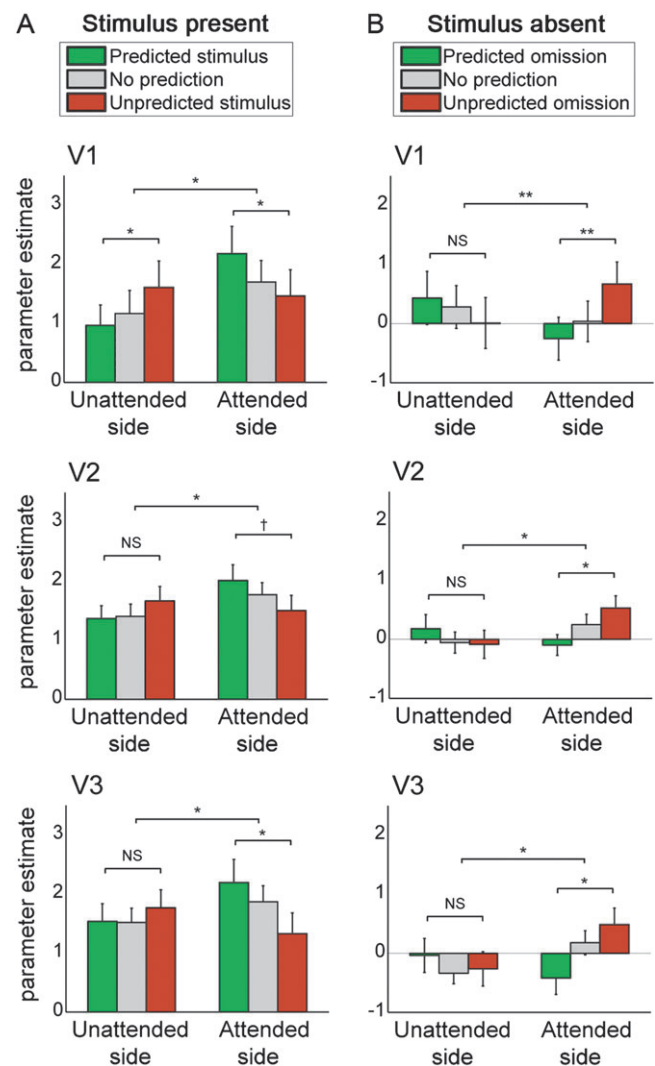 A Stimulus present
Predicted stimulus
No prediction
Unpredicted stimulus
V1
parameter estimate
3
2
1
0
*
*
*
Unattended side
Attended side
V2
parameter estimate
3
2
1
0
*
NS
†
Unattended side
Attended side
V3
parameter estimate
3
2
1
0
*
NS
*
Unattended side
Attended side
B Stimulus absent
Predicted omission
No prediction
Unpredicted omission
V1
2
1
0
-1
**
NS
**
Unattended side
Attended side
V2
2
1
0
-1
*
NS
*
Unattended side
Attended side
V3
2
1
0
-1
*
NS
*
Unattended side
Attended side